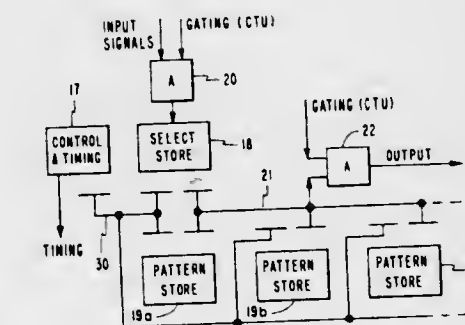 INPUT
SIGNALS
GATING (CTU)
A
20
17
CONTROL
& TIMING
SELECT
STORE
18
GATING (CTU)
22
A
OUTPUT
21
TIMING
30
PATTERN
STORE
19a
PATTERN
STORE
19b
PATTERN
STORE